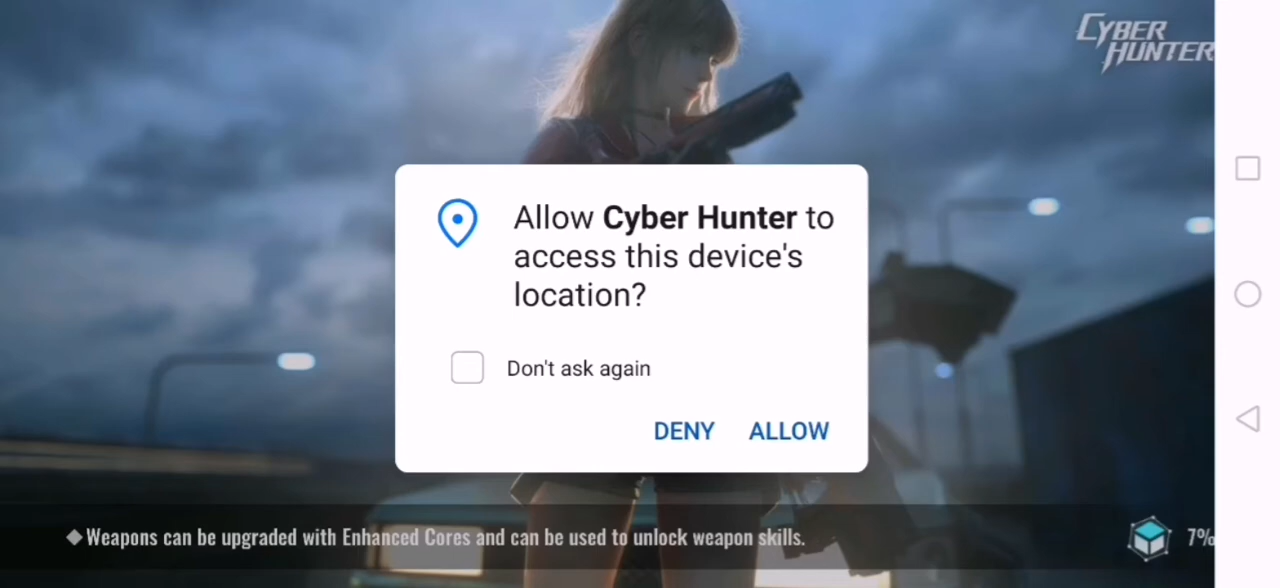 CYBER
HUNTER
Allow Cyber Hunter to
access this device's
location?
Don't ask again
DENY ALLOW
◆Weapons can be upgraded with Enhanced Cores and can be used to unlock weapon skills.
7%